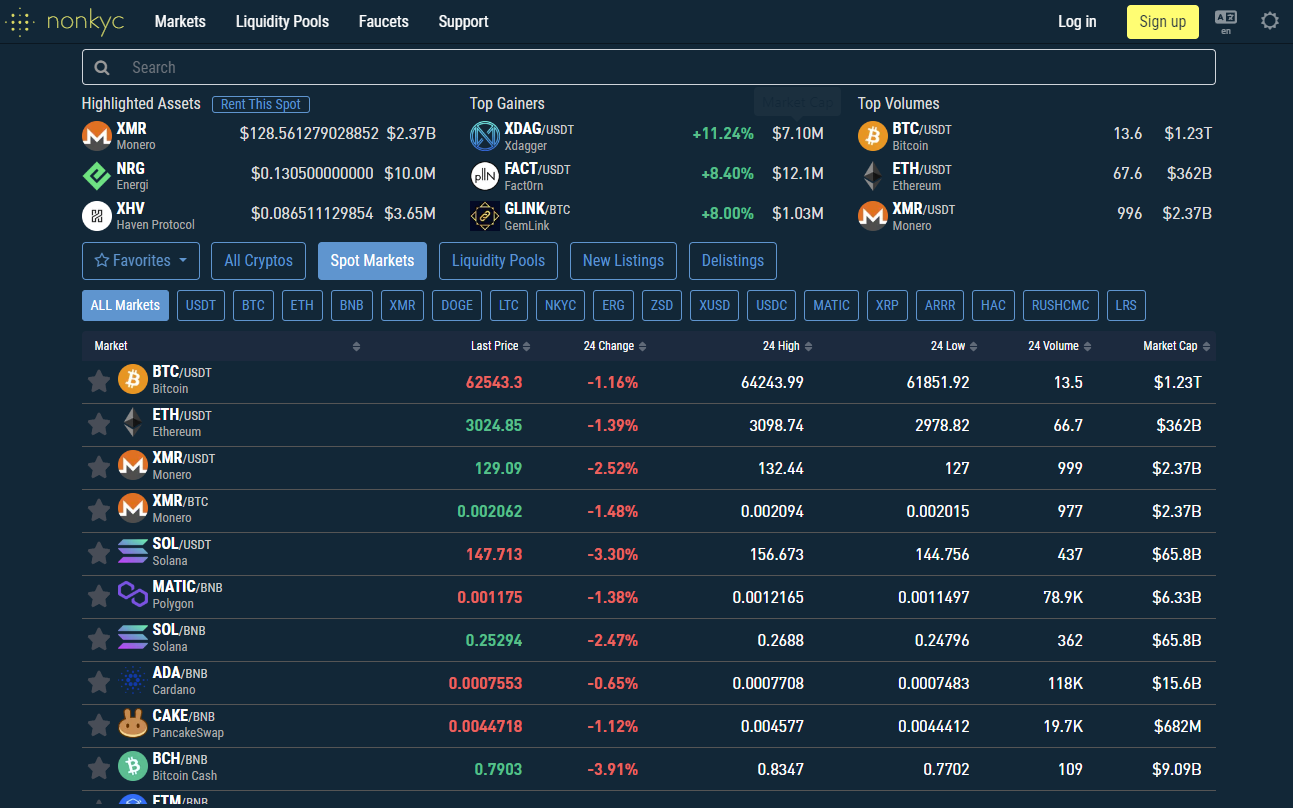 nonkyc Markets Liquidity Pools Faucets Support Log in Sign up en
Search
Highlighted Assets Rent This Spot
XMR $128.561279028852 $2.37B
Monero
NRG $0.130500000000 $10.0M
Energi
XHV $0.086511129854 $3.65M
Haven Protocol
Top Gainers Market Cap
XDAG/USDT +11.24% $7.10M
Xdagger
FACT/USDT +8.40% $12.1M
Fact0rn
GLINK/BTC +8.00% $1.03M
GemLink
Top Volumes
BTC/USDT 13.6 $1.23T
Bitcoin
ETH/USDT 67.6 $362B
Ethereum
XMR/USDT 996 $2.37B
Monero
Favorites All Cryptos Spot Markets Liquidity Pools New Listings Delistings
ALL Markets USDT BTC ETH BNB XMR DOGE LTC NKYC ERG ZSD XUSD USDC MATIC XRP ARRR HAC RUSHCMC LRS
Market Last Price 24 Change 24 High 24 Low 24 Volume Market Cap
BTC/USDT 62543.3 -1.16% 64243.99 61851.92 13.5 $1.23T
Bitcoin
ETH/USDT 3024.85 -1.39% 3098.74 2978.82 66.7 $362B
Ethereum
XMR/USDT 129.09 -2.52% 132.44 127 999 $2.37B
Monero
XMR/BTC 0.002062 -1.48% 0.002094 0.002015 977 $2.37B
Monero
SOL/USDT 147.713 -3.30% 156.673 144.756 437 $65.8B
Solana
MATIC/BNB 0.001175 -1.38% 0.0012165 0.0011497 78.9K $6.33B
Polygon
SOL/BNB 0.25294 -2.47% 0.2688 0.24796 362 $65.8B
Solana
ADA/BNB 0.0007553 -0.65% 0.0007708 0.0007483 118K $15.6B
Cardano
CAKE/BNB 0.0044718 -1.12% 0.004577 0.0044412 19.7K $682M
PancakeSwap
BCH/BNB 0.7903 -3.91% 0.8347 0.7702 109 $9.09B
Bitcoin Cash
FTM/BNB